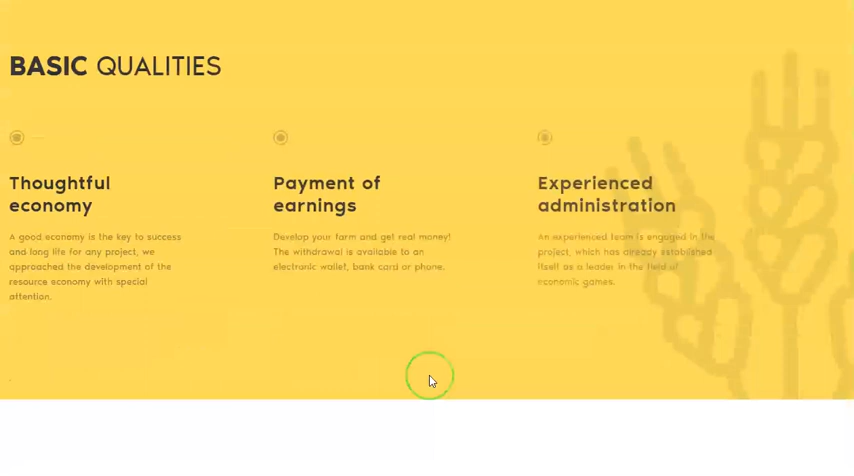 BASIC QUALITIES
Thoughtful
economy
A good economy is the key to success
and long life for any project, we
approached the development of the
resource economy with special
attention.
Payment of
earnings
Develop your farm and get real money!
The withdrawal is available to an
electronic wallet, bank card or phone.
Experienced
administration
An experienced team is engaged in the
project, which has already established
itself as a leader in the field of
economic games.